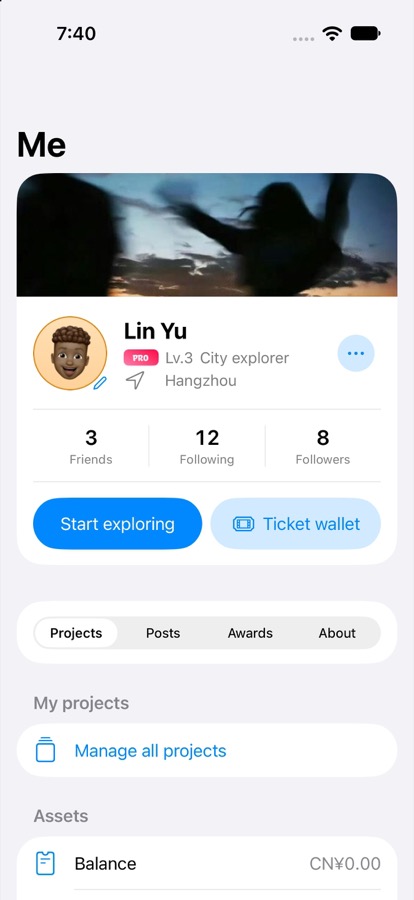 7:40
Me
Lin Yu
PRO Lv.3 City explorer
Hangzhou
3 12 8
Friends Following Followers
Start exploring Ticket wallet
Projects Posts Awards About
My projects
Manage all projects
Assets
Balance CN¥0.00